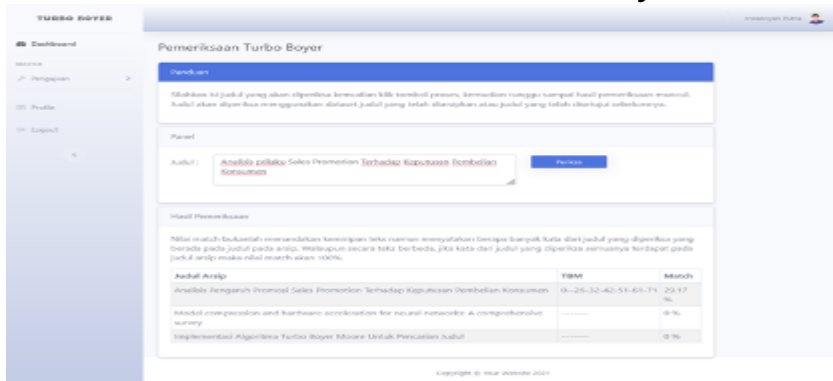 TURBO BOYER
Dashboard
Pengajuan
Profile
Logout
Pemeriksaan Turbo Boyer
Panduan
Silahkan isi judul yang akan diperiksa kemudian klik tombol proses, kemudian tunggu sampai hasil pemeriksaan muncul.
Judul akan diperiksa menggunakan dataset judul yang telah diarsipkan atau judul yang telah disetujui sebelumnya.
Panel
Judul :
Analisis prilaku Sales Promotion Terhadap Keputusan Pembelian
Konsumen
Periksa
Hasil Pemeriksaan
Nilai match bukanlah menandakan kemiripan teks namun menyatakan berapa banyak kata dari judul yang diperiksa yang
berada pada judul pada arsip. Walaupun secara teks berbeda, jika kata dari judul yang diperiksa semuanya terdapat pada
judul arsip maka nilai match akan 100%.
Judul Arsip TBM Match
Analisis Pengaruh Promosi Sales Promotion Terhadap Keputusan Pembelian Konsumen
%
Model compression and hardware acceleration for neural networks: A comprehensive 0 %
survey
Implementasi Algoritma Turbo Boyer Moore Untuk Pencarian Judul 0 %
Copyright © Your Website 2021